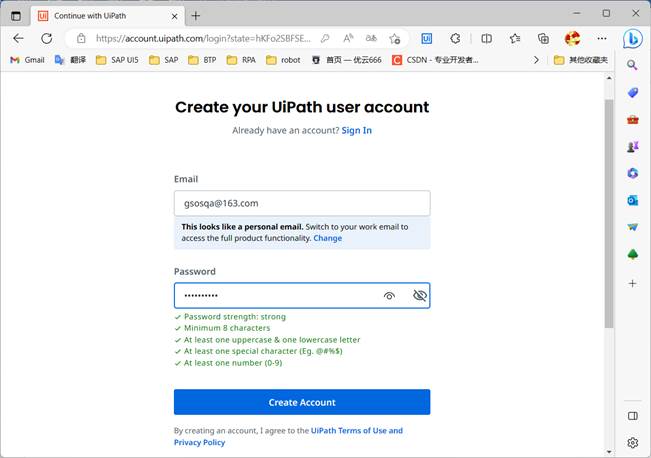 Continue with UiPath
https://account.uipath.com/login?state=hKFo2SBFSE...
Gmail 翻译 SAP UI5 SAP BTP RPA robot 首页 — 优云666 CSDN - 专业开发者... 其他收藏夹
Create your UiPath user account
Already have an account? Sign In
Email
gsosqa@163.com
This looks like a personal email. Switch to your work email to
access the full product functionality. Change
Password
••••••••••
Password strength: strong
Minimum 8 characters
At least one uppercase & one lowercase letter
At least one special character (Eg. @#%$)
At least one number (0-9)
Create Account
By creating an account, I agree to the UiPath Terms of Use and
Privacy Policy